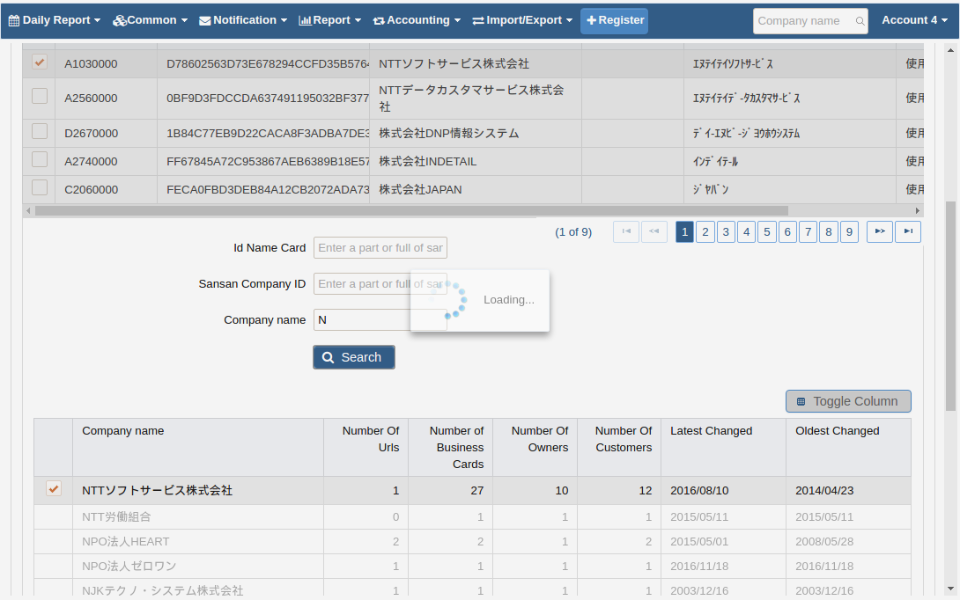 Daily Report Common Notification Report Accounting Import/Export Register Company name Account 4
A1030000 D78602563D73E678294CCFD35B5764 NTTソフトサービス株式会社 ｴﾇﾃｲﾃｲｿﾌﾄｻｰﾋﾞｽ 使用
A2560000 0BF9D3FDCCDA637491195032BF377 NTTデータカスタマサービス株式会
社 ｴﾇﾃｲﾃｲﾃﾞｰﾀｶｽﾀﾏｻｰﾋﾞｽ 使用
D2670000 1B84C77EB9D22CACA8F3ADBA7DE3 株式会社DNP情報システム ﾃﾞｲｰｴﾇﾋﾟｰｼﾞﾖｳﾎｳｼｽﾃﾑ 使用
A2740000 FF67845A72C953867AEB6389B18E57 株式会社INDETAIL ｲﾝﾃﾞｲﾃｰﾙ 使用
C2060000 FECA0FBD3DEB84A12CB2072ADA73 株式会社JAPAN ｼﾞﾔﾊﾟﾝ 使用
(1 of 9) 1 2 3 4 5 6 7 8 9
Id Name Card Enter a part or full of sar
Sansan Company ID Enter a part or full of sar
Loading...
Company name N
Search
Toggle Column
Company name Number Of Urls Number of Business Cards Number Of Owners Number Of Customers Latest Changed Oldest Changed
NTTソフトサービス株式会社 1 27 10 12 2016/08/10 2014/04/23
NTT労働組合 0 1 1 1 2015/05/11 2015/05/11
NPO法人HEART 2 2 1 2 2015/05/01 2008/05/28
NPO法人ゼロワン 1 1 1 1 2016/11/18 2016/11/18
NJKテクノ・システム株式会社 1 1 1 1 2003/12/16 2003/12/16